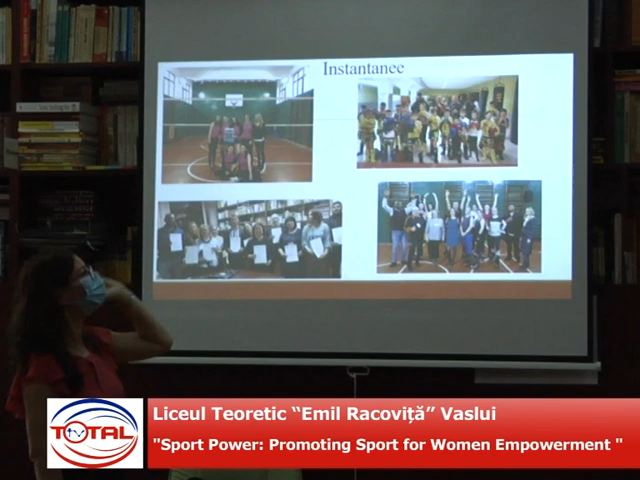 Instantanee
Liceul Teoretic “Emil Racoviță” Vaslui
TOTAL
"Sport Power: Promoting Sport for Women Empowerment "